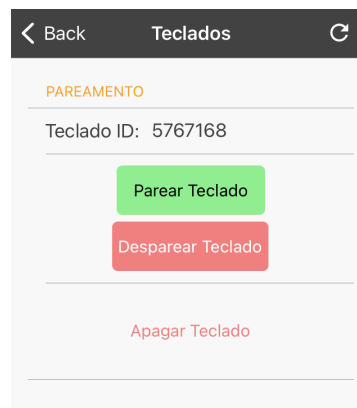 Back Teclados
PAREAMENTO
Teclado ID: 5767168
Parear Teclado
Desparear Teclado
Apagar Teclado